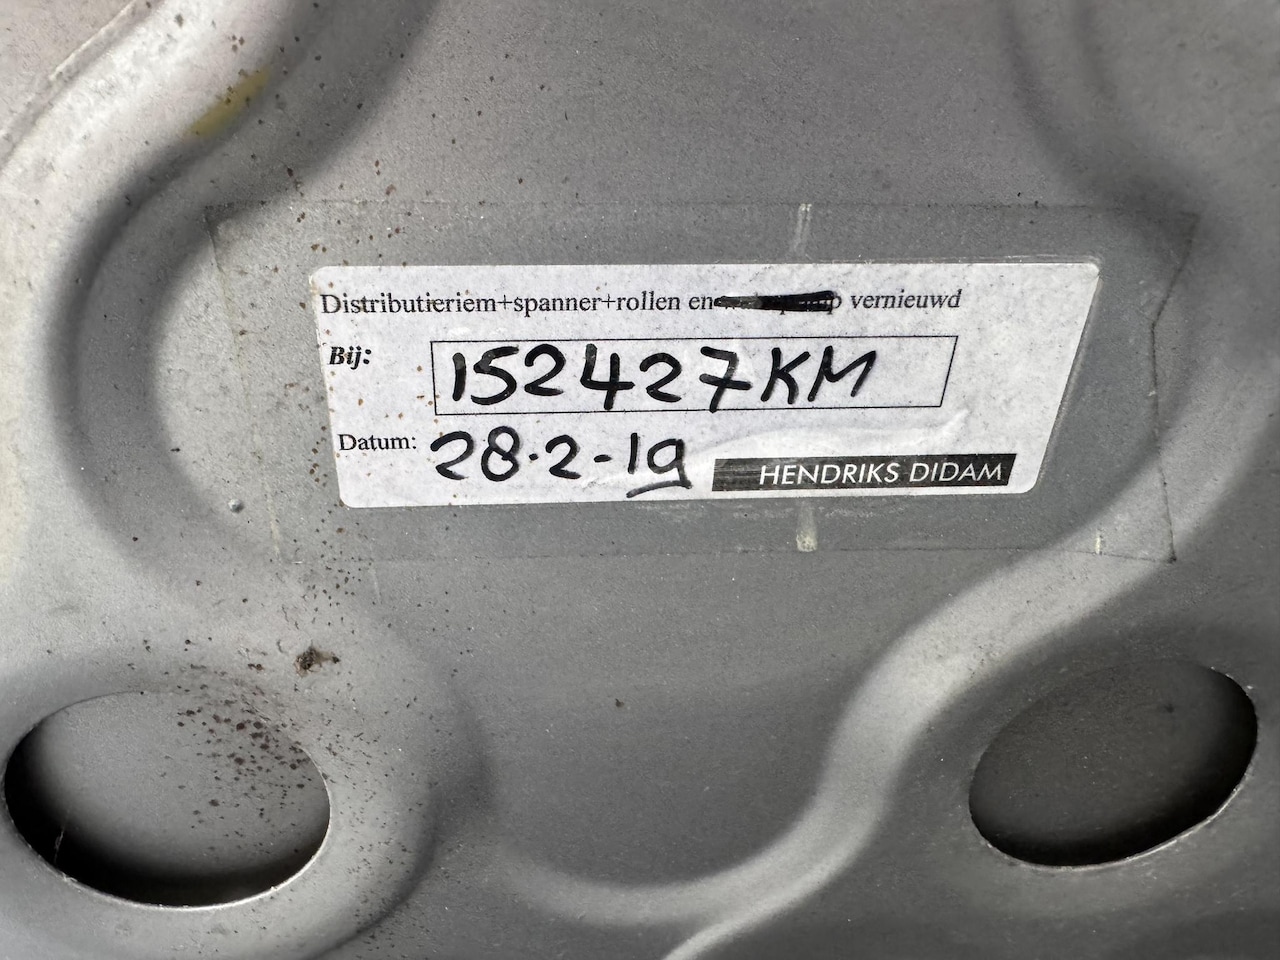 Distributieriem+spanner+rollen en vernieuwd
Bij: 152427KM
Datum: 28.2-19
HENDRIKS DIDAM